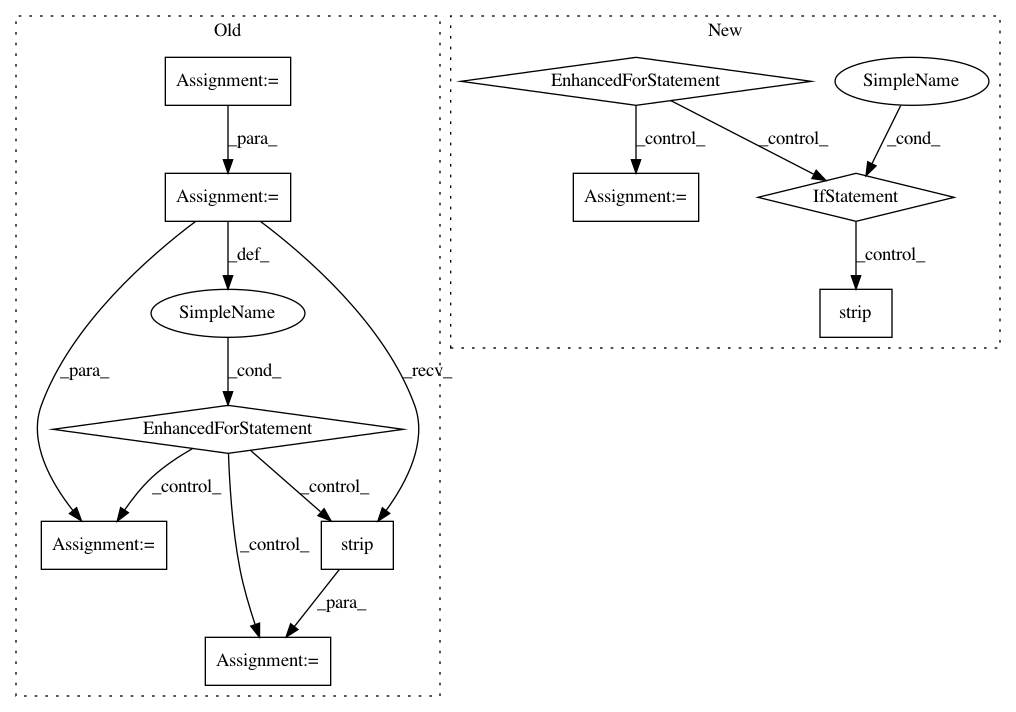 Old
New
Assignment:=
EnhancedForStatement
SimpleName
_para_
_control_
_control_
_cond_
Assignment:=
Assignment:=
IfStatement
_def_
_control_
SimpleName
strip
_para_
_cond_
_recv_
EnhancedForStatement
_control_
_control_
_control_
Assignment:=
strip
_para_
Assignment:=